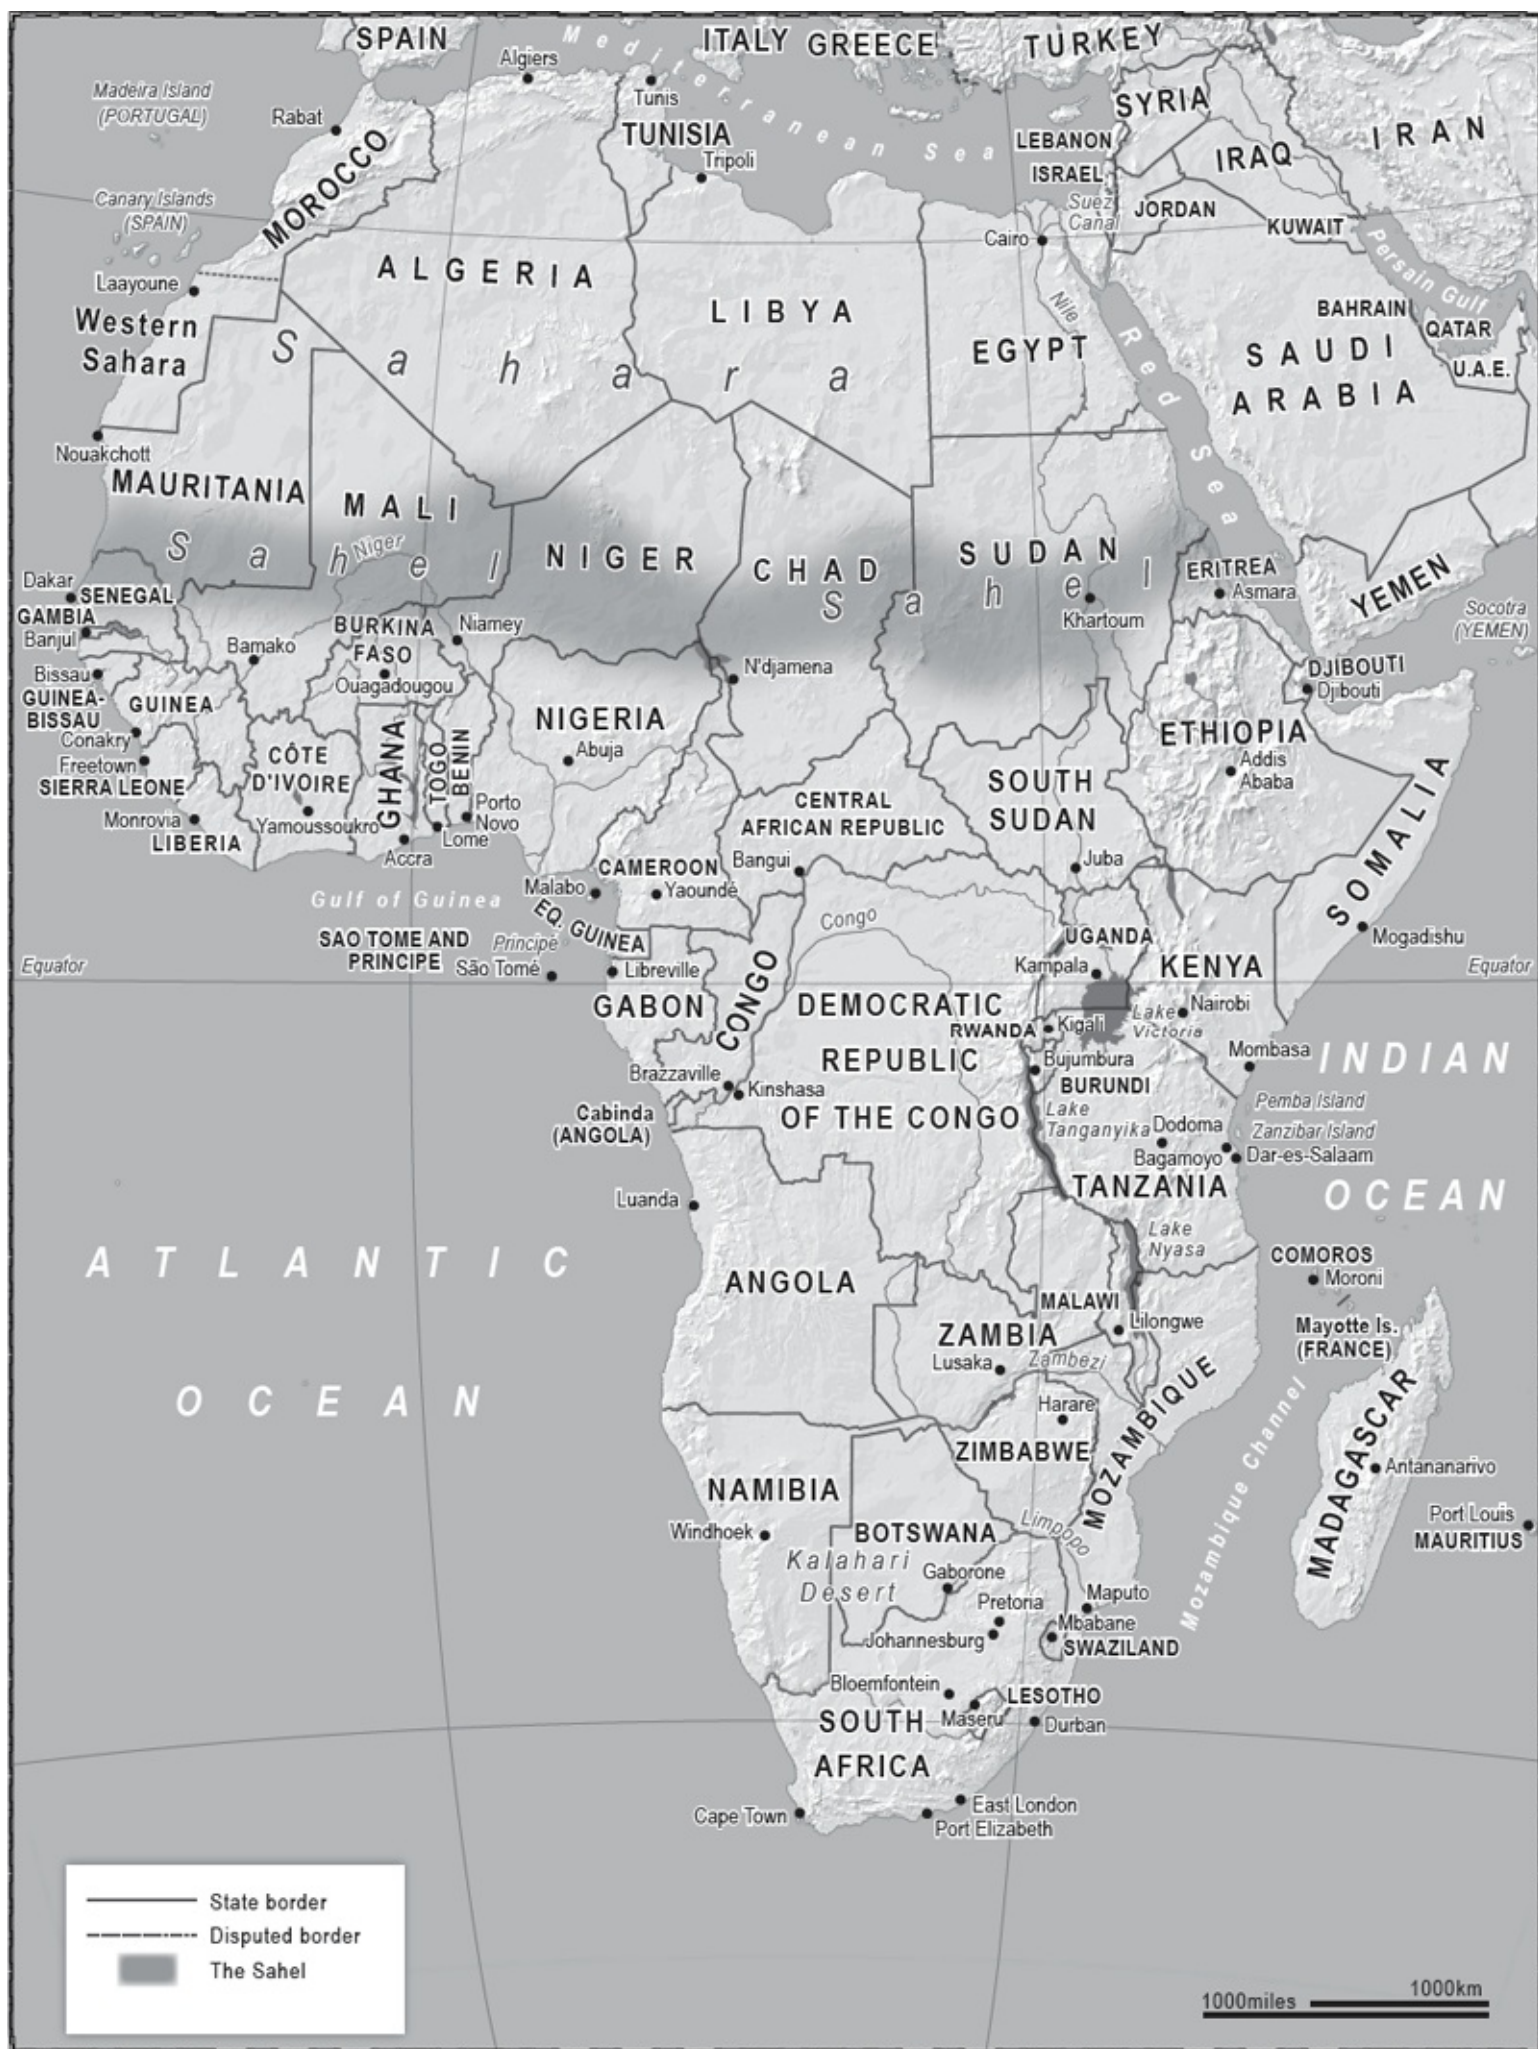 SPAIN
Algiers
Mediterranean Sea
ITALY
GREECE
TURKEY
Madeira Island
(PORTUGAL)
Rabat
Tunis
TUNISIA
Tripoli
SYRIA
LEBANON
ISRAEL
IRAQ
IRAN
MOROCCO
Canary Islands
(SPAIN)
Suez
Canal
JORDAN
KUWAIT
Cairo
Persain Gulf
Laayoune
Western
Sahara
ALGERIA
LIBYA
Nile
EGYPT
BAHRAIN
QATAR
U.A.E.
SAUDI
ARABIA
Sahara
Red Sea
Nouakchott
MAURITANIA
MALI
NIGER
CHAD
SUDAN
Sahel
Niger
Sahel
Khartoum
ERITREA
Asmara
YEMEN
Socotra
(YEMEN)
Dakar
SENEGAL
GAMBIA
Banjul
BURKINA
FASO
Niamey
Bamako
Ouagadougou
N'djamena
DJIBOUTI
Djibouti
Bissau
GUINEA-
BISSAU
GUINEA
Conakry
Freetown
SIERRA LEONE
Monrovia
LIBERIA
CÔTE
D'IVOIRE
Yamoussoukro
GHANA
TOGO
BENIN
Porto
Novo
Lome
Accra
NIGERIA
Abuja
ETHIOPIA
Addis
Ababa
SOUTH
SUDAN
CENTRAL
AFRICAN REPUBLIC
Bangui
Juba
SOMALIA
Mogadishu
CAMEROON
Malabo
Yaoundé
Gulf of Guinea
EQ. GUINEA
SAO TOME AND
PRINCIPE
Principe
São Tomé
Libreville
GABON
CONGO
Congo
UGANDA
Kampala
KENYA
Nairobi
Equator
Equator
DEMOCRATIC
REPUBLIC
OF THE CONGO
RWANDA
Kigali
Lake
Victoria
Bujumbura
BURUNDI
Mombasa
INDIAN
OCEAN
Brazzaville
Kinshasa
Cabinda
(ANGOLA)
Lake
Tanganyika
Dodoma
Pemba Island
Zanzibar Island
Bagamoyo
Dar-es-Salaam
TANZANIA
Luanda
Lake
Nyasa
ATLANTIC
OCEAN
ANGOLA
COMOROS
Moroni
Mayotte Is.
(FRANCE)
MALAWI
Lilongwe
ZAMBIA
Lusaka
Zambezi
Harare
ZIMBABWE
MOZAMBIQUE
Mozambique Channel
MADAGASCAR
Antananarivo
Port Louis
MAURITIUS
NAMIBIA
Windhoek
BOTSWANA
Kalahari
Desert
Gaborone
Limpopo
Pretoria
Johannesburg
Maputo
Mbabane
SWAZILAND
Bloemfontein
LESOTHO
Maseru
Durban
SOUTH
AFRICA
Cape Town
East London
Port Elizabeth
State border
Disputed border
The Sahel
1000km
1000miles